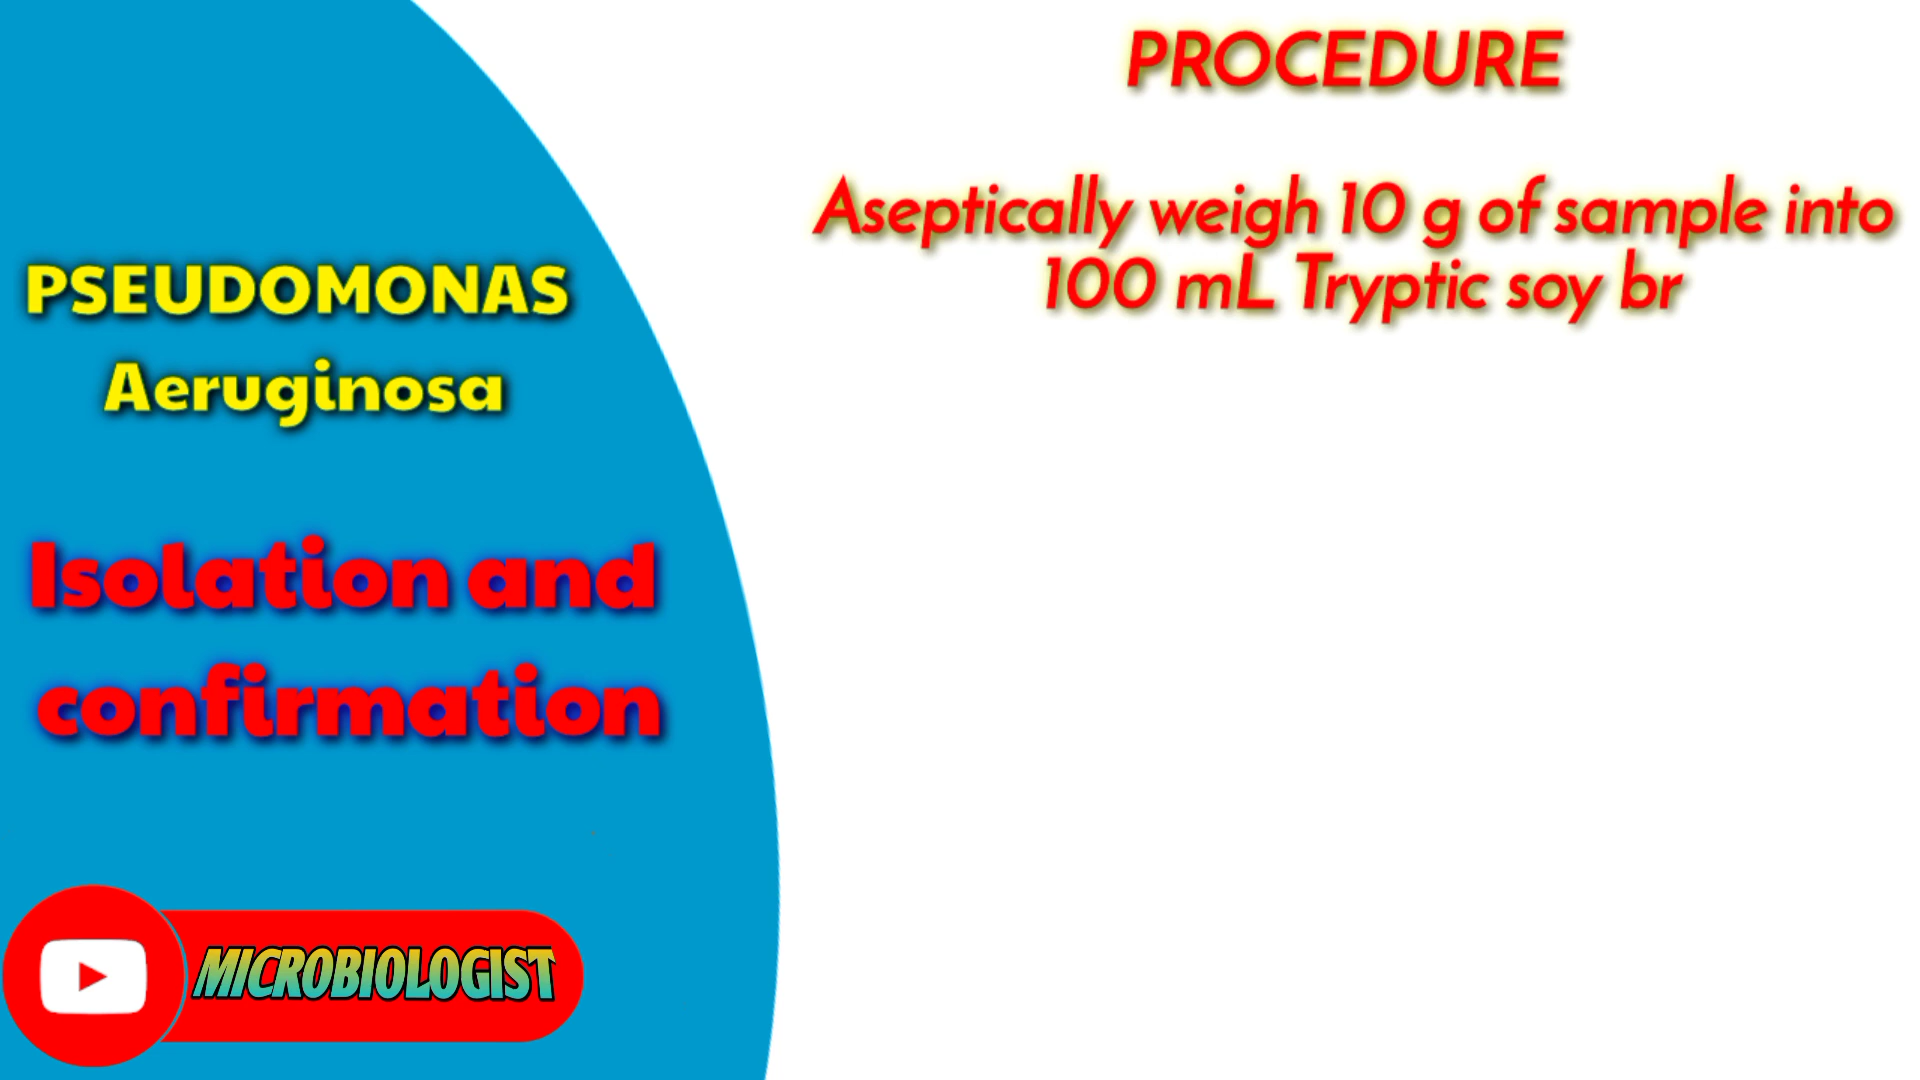 PROCEDURE
Aseptically weigh 10 g of sample into
100 mL Tryptic soy br
PSEUDOMONAS
Aeruginosa
Isolation and
confirmation
MICROBIOLOGIST